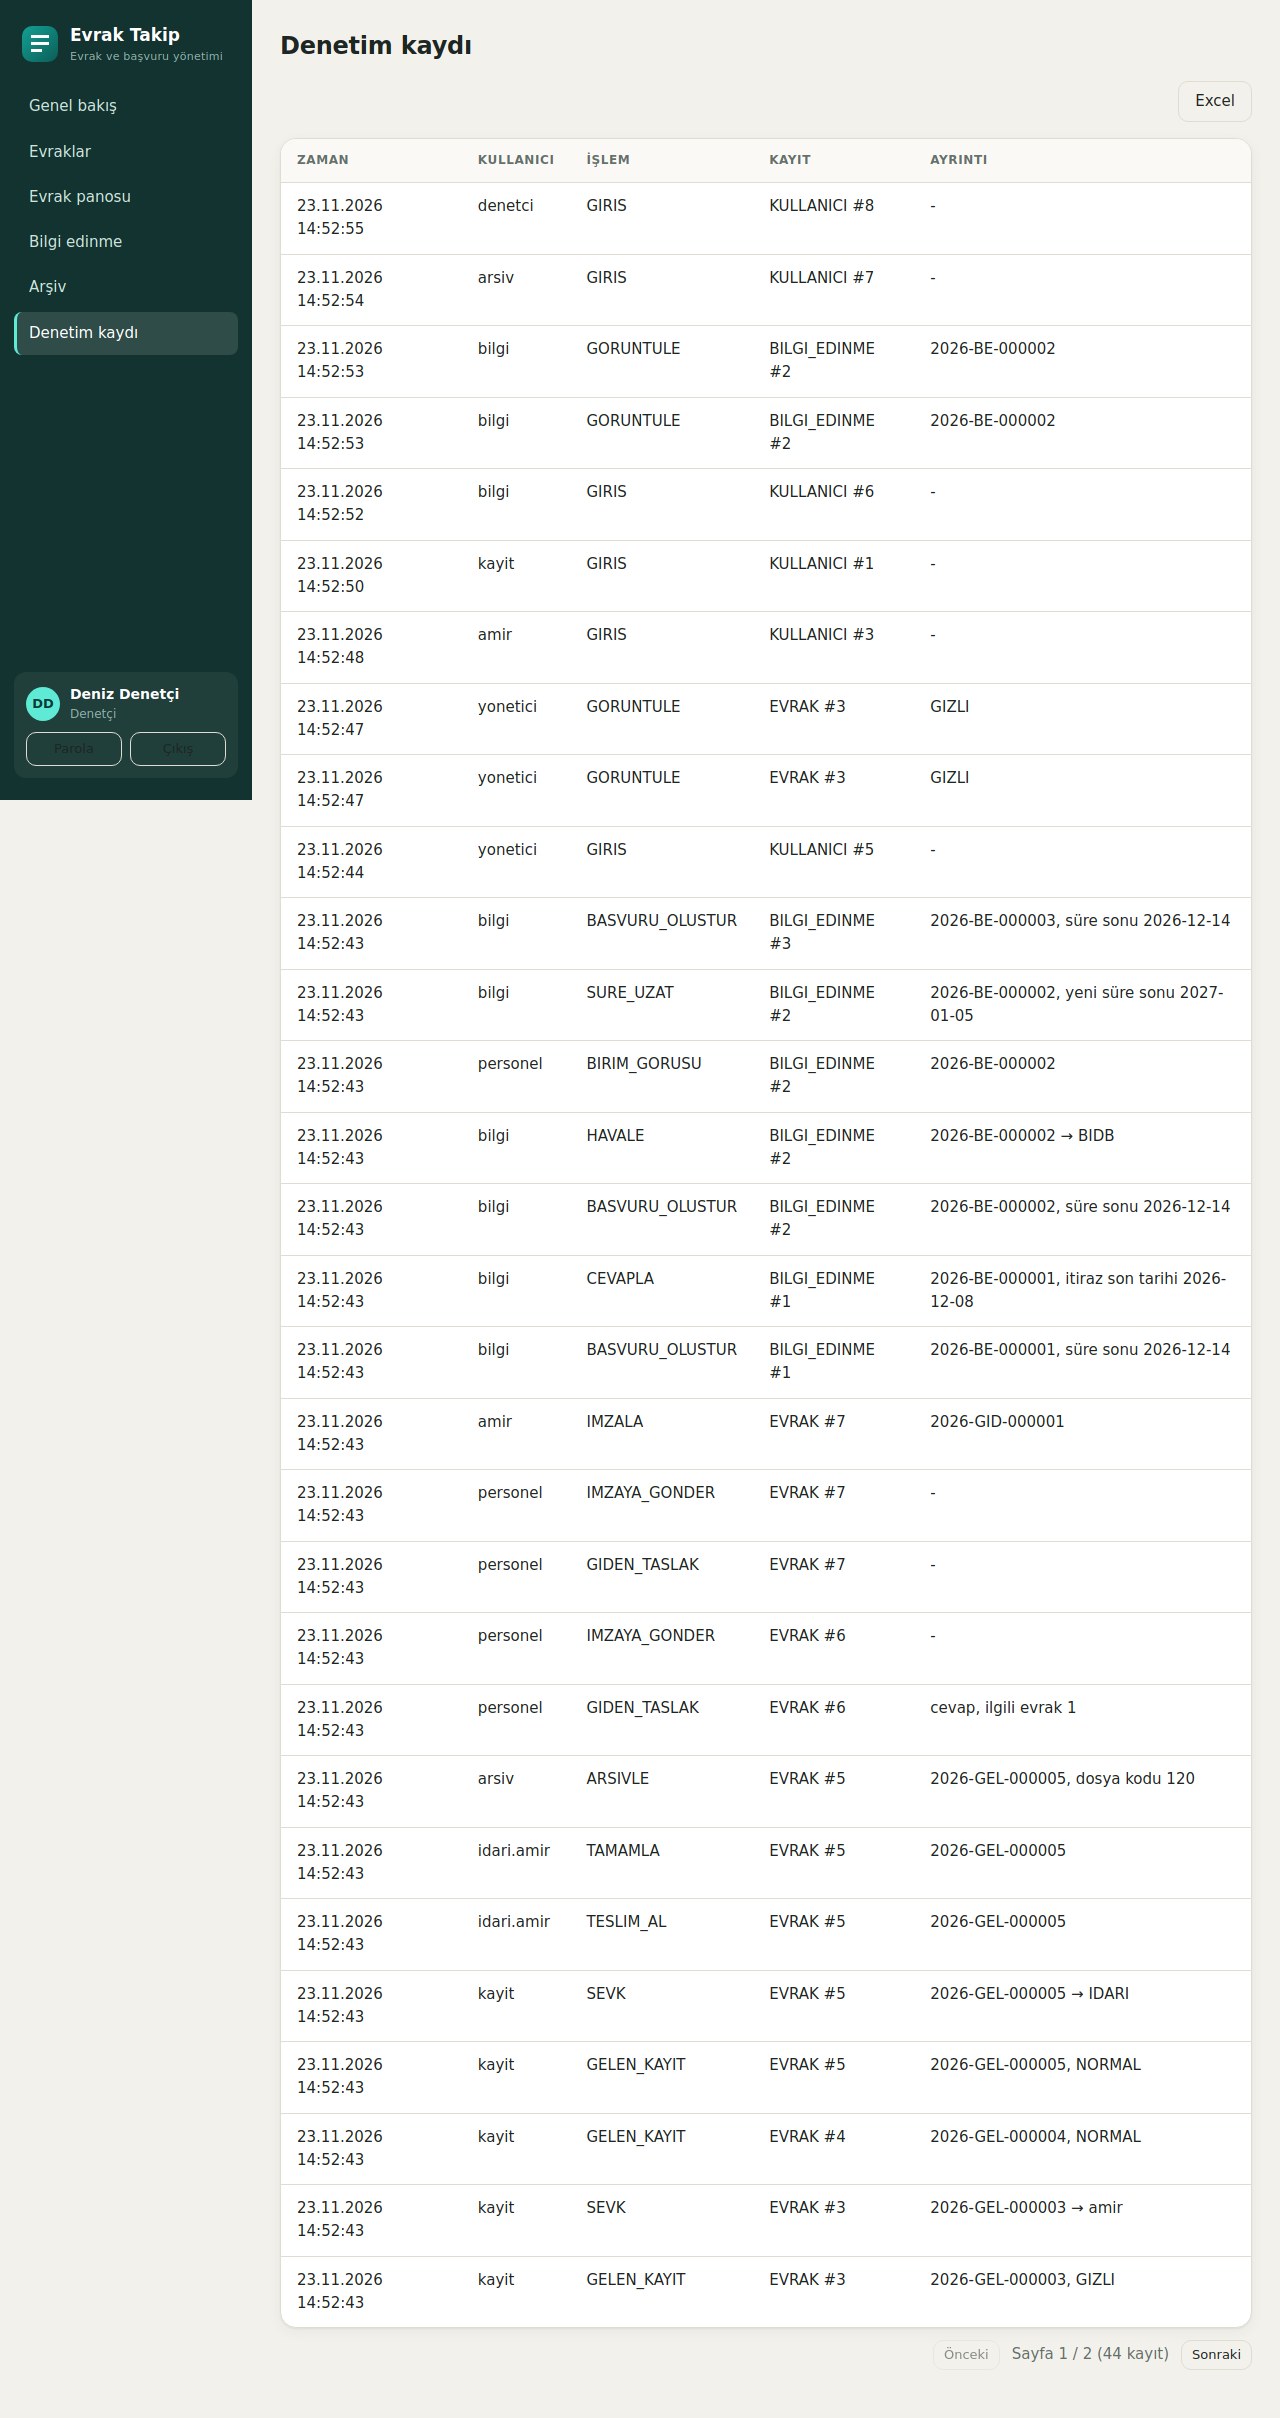 Evrak Takip
Evrak ve başvuru yönetimi
Genel bakış
Evraklar
Evrak panosu
Bilgi edinme
Arşiv
Denetim kaydı
DD
Deniz Denetçi
Denetçi
Parola Çıkış
Denetim kaydı
Excel
ZAMAN KULLANICI İŞLEM KAYIT AYRINTI
23.11.2026 denetci GIRIS KULLANICI #8 -
14:52:55
23.11.2026 arsiv GIRIS KULLANICI #7 -
14:52:54
23.11.2026 bilgi GORUNTULE BILGI_EDINME 2026-BE-000002
14:52:53 #2
23.11.2026 bilgi GORUNTULE BILGI_EDINME 2026-BE-000002
14:52:53 #2
23.11.2026 bilgi GIRIS KULLANICI #6 -
14:52:52
23.11.2026 kayit GIRIS KULLANICI #1 -
14:52:50
23.11.2026 amir GIRIS KULLANICI #3 -
14:52:48
23.11.2026 yonetici GORUNTULE EVRAK #3 GIZLI
14:52:47
23.11.2026 yonetici GORUNTULE EVRAK #3 GIZLI
14:52:47
23.11.2026 yonetici GIRIS KULLANICI #5 -
14:52:44
23.11.2026 bilgi BASVURU_OLUSTUR BILGI_EDINME 2026-BE-000003, süre sonu 2026-12-14
14:52:43 #3
23.11.2026 bilgi SURE_UZAT BILGI_EDINME 2026-BE-000002, yeni süre sonu 2027-
14:52:43 #2 01-05
23.11.2026 personel BIRIM_GORUSU BILGI_EDINME 2026-BE-000002
14:52:43 #2
23.11.2026 bilgi HAVALE BILGI_EDINME 2026-BE-000002 → BIDB
14:52:43 #2
23.11.2026 bilgi BASVURU_OLUSTUR BILGI_EDINME 2026-BE-000002, süre sonu 2026-12-14
14:52:43 #2
23.11.2026 bilgi CEVAPLA BILGI_EDINME 2026-BE-000001, itiraz son tarihi 2026-
14:52:43 #1 12-08
23.11.2026 bilgi BASVURU_OLUSTUR BILGI_EDINME 2026-BE-000001, süre sonu 2026-12-14
14:52:43 #1
23.11.2026 amir IMZALA EVRAK #7 2026-GID-000001
14:52:43
23.11.2026 personel IMZAYA_GONDER EVRAK #7 -
14:52:43
23.11.2026 personel GIDEN_TASLAK EVRAK #7 -
14:52:43
23.11.2026 personel IMZAYA_GONDER EVRAK #6 -
14:52:43
23.11.2026 personel GIDEN_TASLAK EVRAK #6 cevap, ilgili evrak 1
14:52:43
23.11.2026 arsiv ARSIVLE EVRAK #5 2026-GEL-000005, dosya kodu 120
14:52:43
23.11.2026 idari.amir TAMAMLA EVRAK #5 2026-GEL-000005
14:52:43
23.11.2026 idari.amir TESLIM_AL EVRAK #5 2026-GEL-000005
14:52:43
23.11.2026 kayit SEVK EVRAK #5 2026-GEL-000005 → IDARI
14:52:43
23.11.2026 kayit GELEN_KAYIT EVRAK #5 2026-GEL-000005, NORMAL
14:52:43
23.11.2026 kayit GELEN_KAYIT EVRAK #4 2026-GEL-000004, NORMAL
14:52:43
23.11.2026 kayit SEVK EVRAK #3 2026-GEL-000003 → amir
14:52:43
23.11.2026 kayit GELEN_KAYIT EVRAK #3 2026-GEL-000003, GIZLI
14:52:43
Önceki Sayfa 1 / 2 (44 kayıt) Sonraki